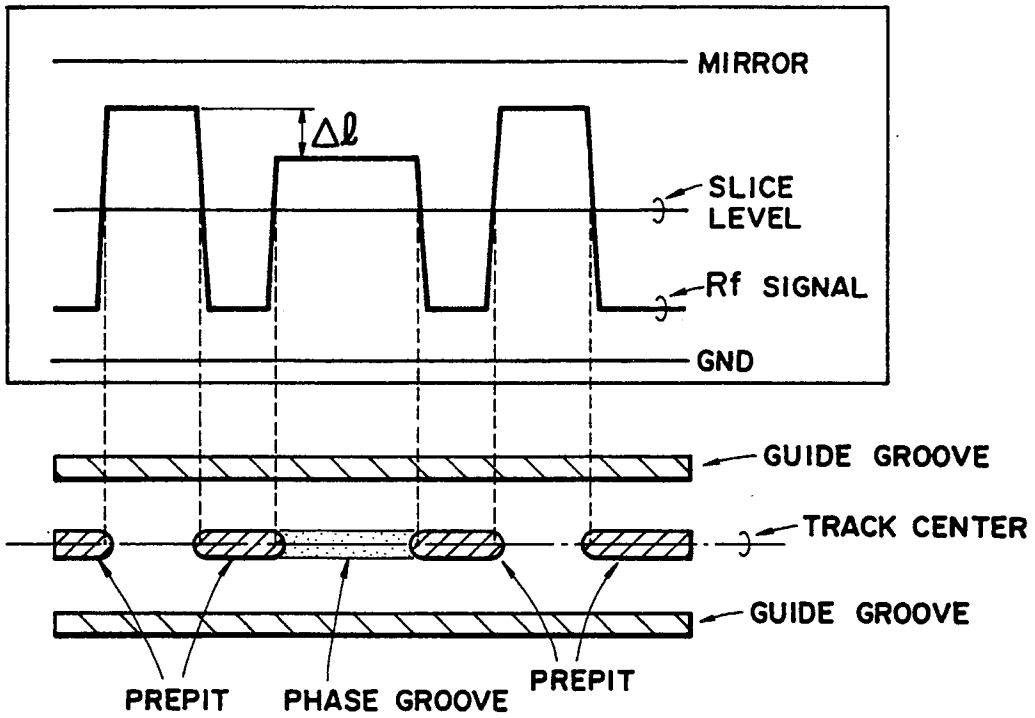 MIRROR
Δℓ
SLICE
LEVEL
Rf SIGNAL
GND
GUIDE GROOVE
TRACK CENTER
GUIDE GROOVE
PREPIT
PHASE GROOVE
PREPIT